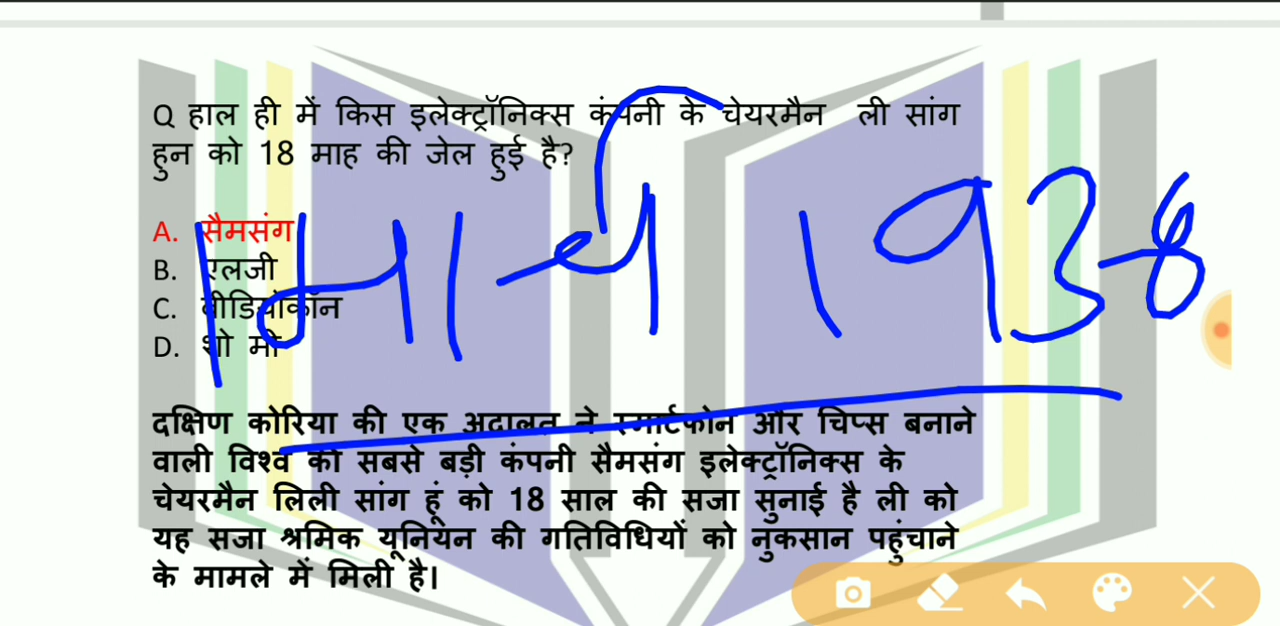 Q हाल ही में किस इलेक्ट्रॉनिक्स कंपनी के चेयरमैन ली सांग
हुन को 18 माह की जेल हुई है?
A. सैमसंग
B. एलजी
C. वीडियोकॉन
D. शो मी
स्थापना 1938
दक्षिण कोरिया की एक अदालत ने स्मार्टफोन और चिप्स बनाने
वाली विश्व की सबसे बड़ी कंपनी सैमसंग इलेक्ट्रॉनिक्स के
चेयरमैन लिली सांग हूं को 18 साल की सजा सुनाई है ली को
यह सजा श्रमिक यूनियन की गतिविधियों को नुकसान पहुंचाने
के मामले में मिली है।